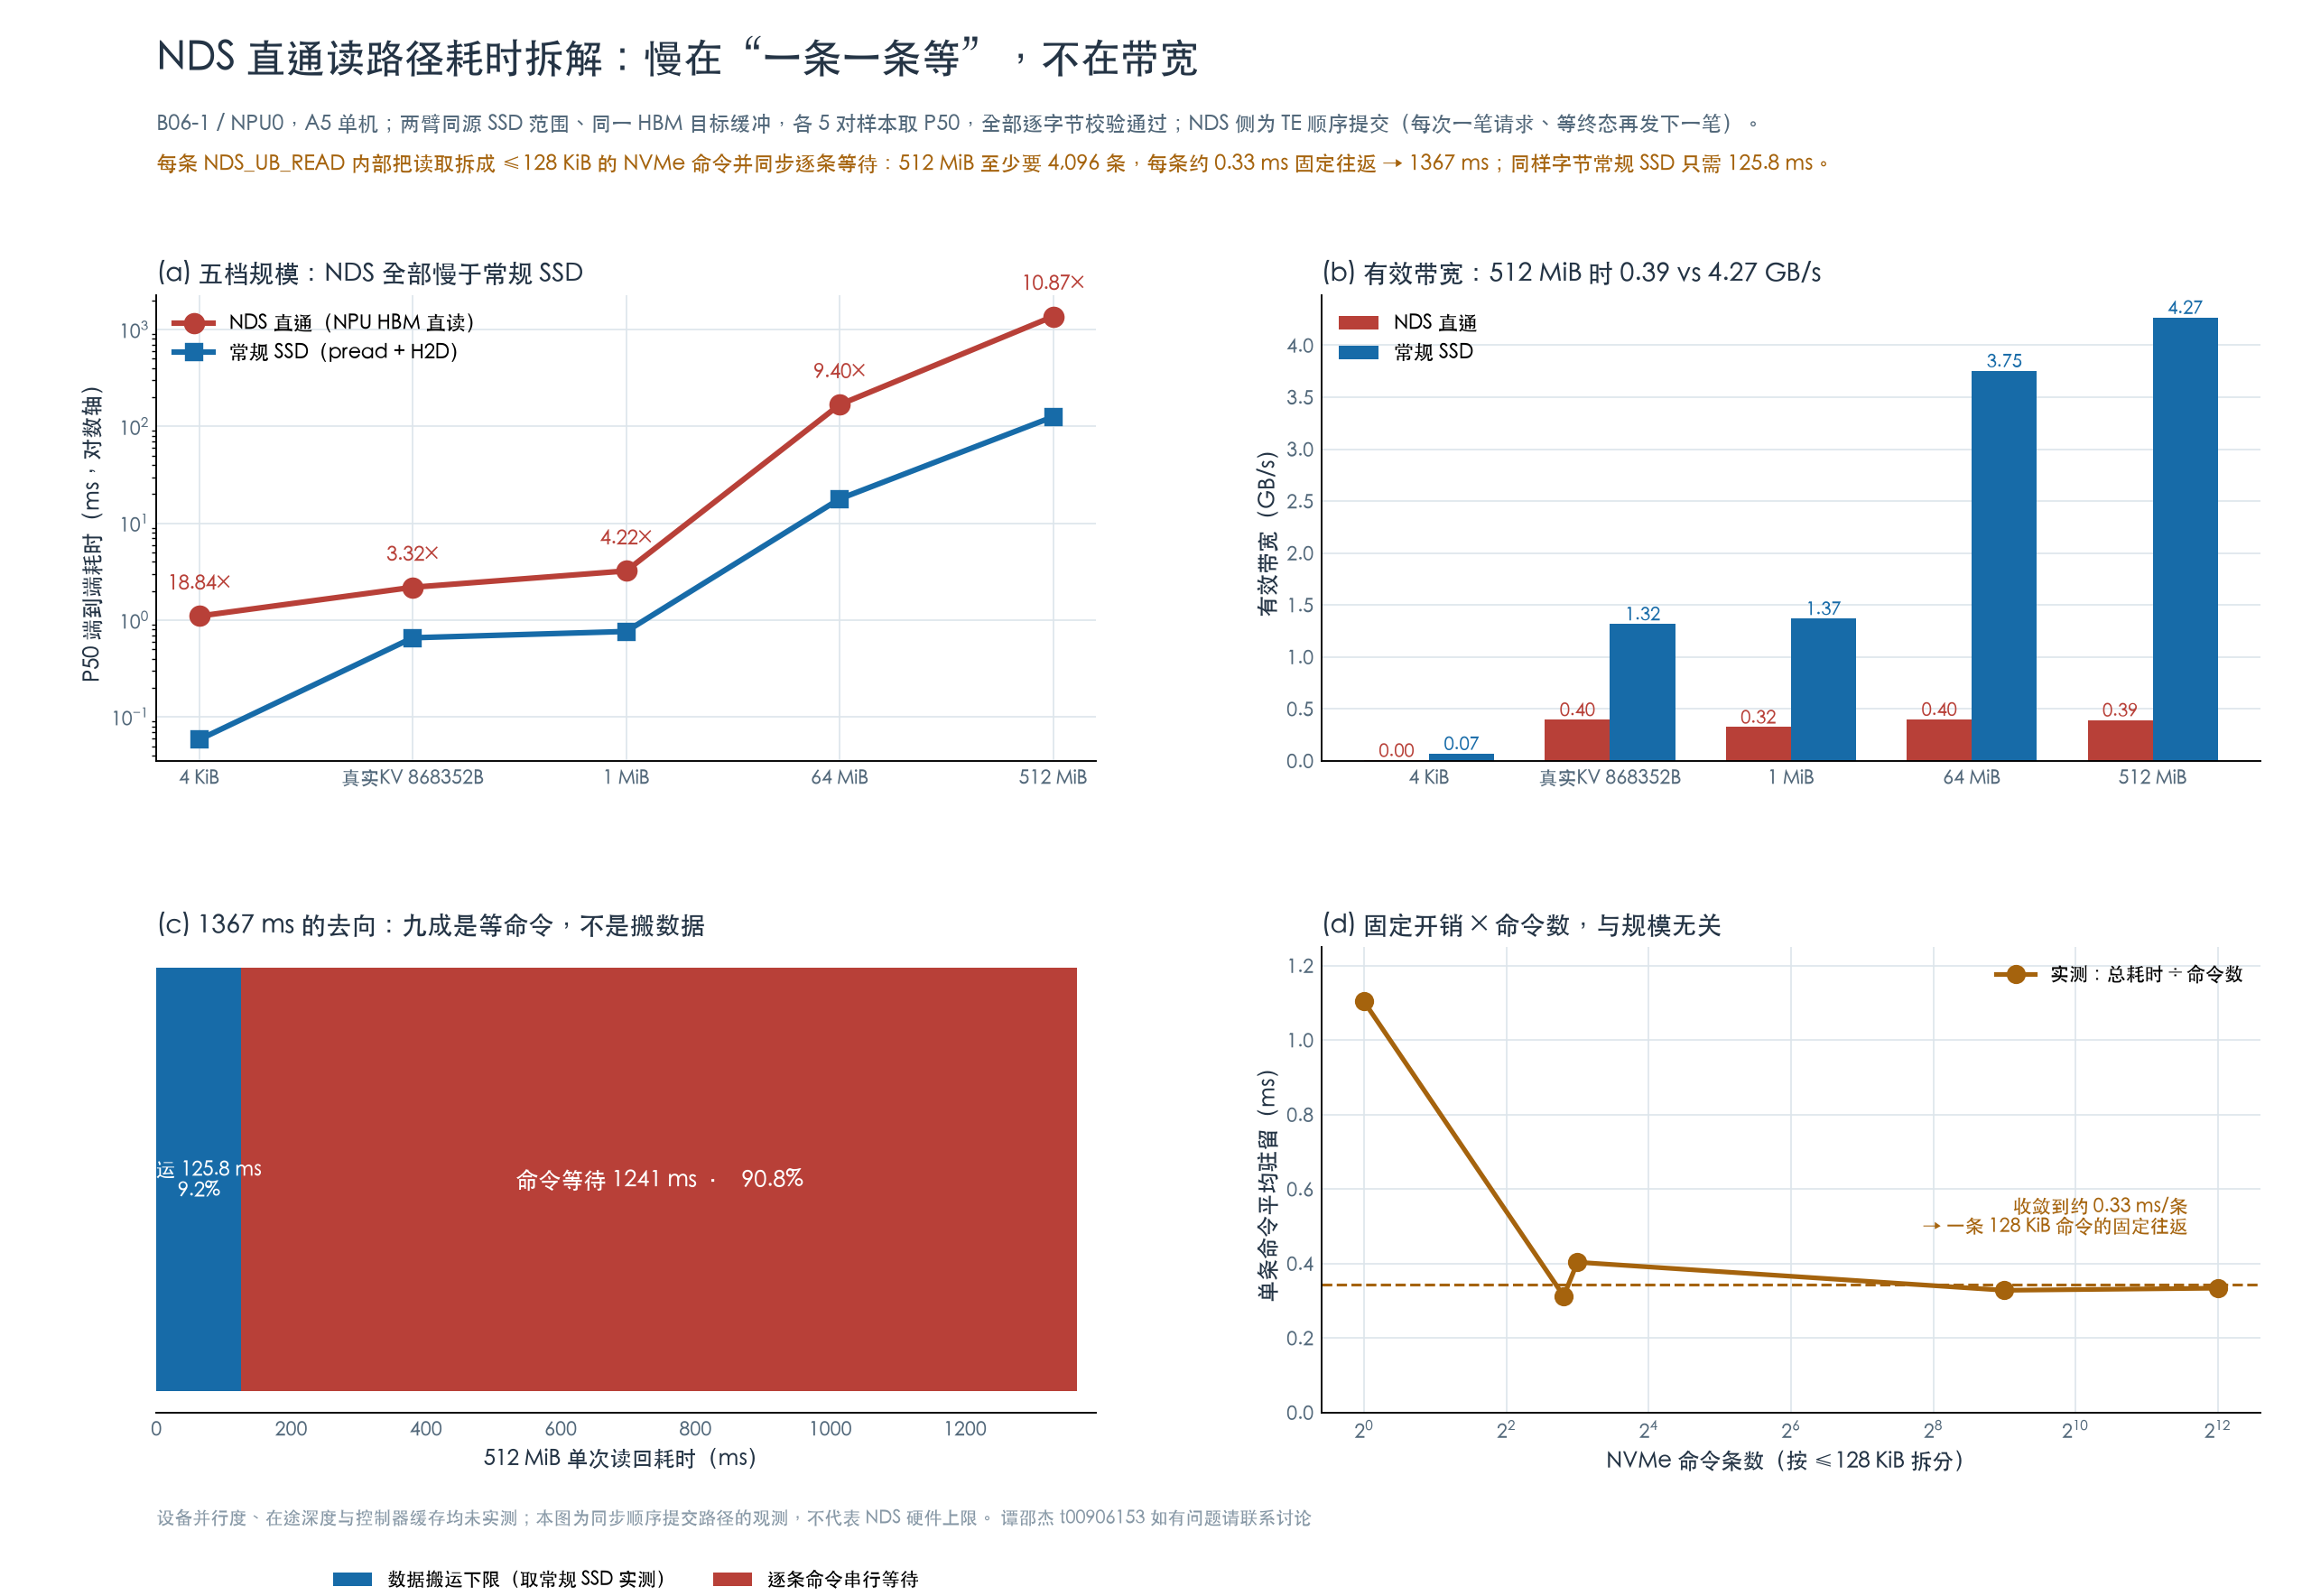 NDS 直通读路径耗时拆解：慢在“一条一条等”，不在带宽
B06-1 / NPU0，A5 单机；两臂同源 SSD 范围、同一 HBM 目标缓冲，各 5 对样本取 P50，全部逐字节校验通过；NDS 侧为 TE 顺序提交（每次一笔请求、等终态再发下一笔）。
每条 NDS_UB_READ 内部把读取拆成 ≤128 KiB 的 NVMe 命令并同步逐条等待：512 MiB 至少要 4,096 条，每条约 0.33 ms 固定往返 → 1367 ms；同样字节常规 SSD 只需 125.8 ms。
(a) 五档规模：NDS 全部慢于常规 SSD
NDS 直通（NPU HBM 直读）
常规 SSD（pread + H2D）
P50 端到端耗时（ms，对数轴）
10³
10²
10¹
10⁰
10⁻¹
18.84×
3.32×
4.22×
9.40×
10.87×
4 KiB
真实KV 868352B
1 MiB
64 MiB
512 MiB
(b) 有效带宽：512 MiB 时 0.39 vs 4.27 GB/s
NDS 直通
常规 SSD
有效带宽（GB/s）
4.0
3.5
3.0
2.5
2.0
1.5
1.0
0.5
0.0
0.00
0.07
0.40
1.32
0.32
1.37
0.40
3.75
0.39
4.27
4 KiB
真实KV 868352B
1 MiB
64 MiB
512 MiB
(c) 1367 ms 的去向：九成是等命令，不是搬数据
运 125.8 ms
9.2%
命令等待 1241 ms · 90.8%
0
200
400
600
800
1000
1200
512 MiB 单次读回耗时（ms）
(d) 固定开销 × 命令数，与规模无关
实测：总耗时 ÷ 命令数
单条命令平均驻留（ms）
1.2
1.0
0.8
0.6
0.4
0.2
0.0
收敛到约 0.33 ms/条
→ 一条 128 KiB 命令的固定往返
2⁰
2²
2⁴
2⁶
2⁸
2¹⁰
2¹²
NVMe 命令条数（按 ≤128 KiB 拆分）
设备并行度、在途深度与控制器缓存均未实测；本图为同步顺序提交路径的观测，不代表 NDS 硬件上限。 谭邵杰 t00906153 如有问题请联系讨论
数据搬运下限（取常规 SSD 实测）
逐条命令串行等待